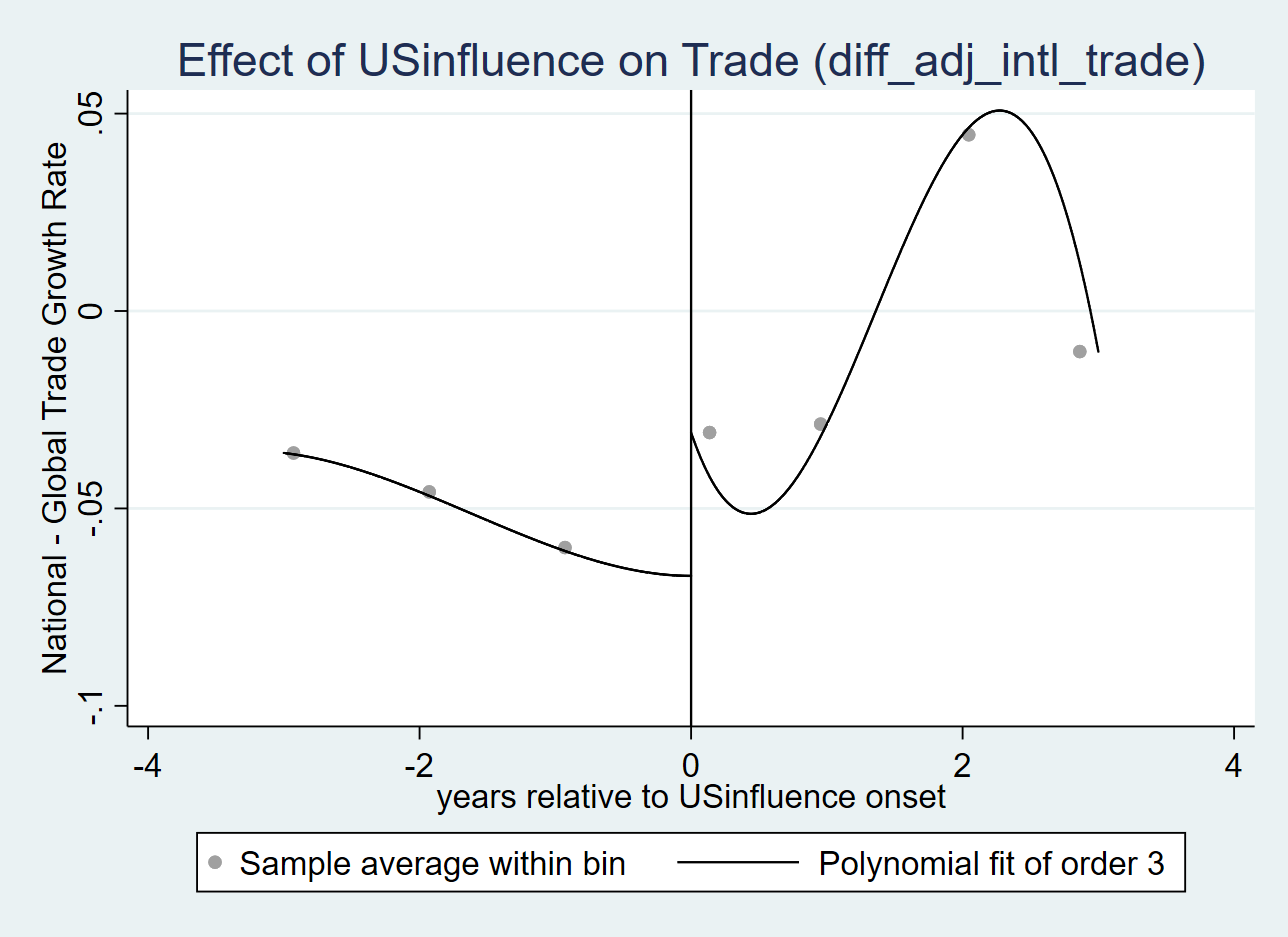 Effect of USinfluence on Trade (diff_adj_intl_trade)
National - Global Trade Growth Rate
.05
0
-.05
-.1
-4
-2
0
2
4
years relative to USinfluence onset
Sample average within bin
Polynomial fit of order 3